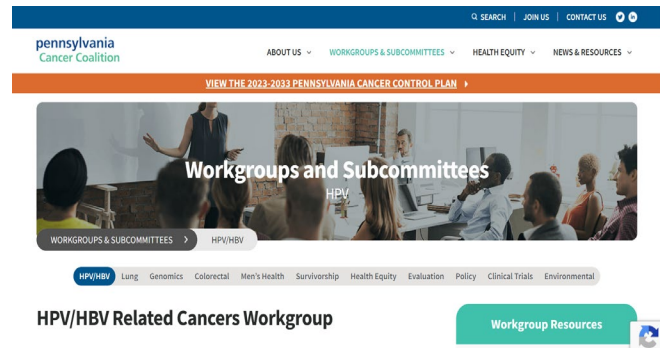 SEARCH | JOIN US | CONTACT US
pennsylvania
Cancer Coalition
ABOUT US WORKGROUPS & SUBCOMMITTEES HEALTH EQUITY NEWS & RESOURCES
VIEW THE 2023-2033 PENNSYLVANIA CANCER CONTROL PLAN
Workgroups and Subcommittees
HPV
WORKGROUPS & SUBCOMMITTEES HPV/HBV
HPV/HBV Lung Genomics Colorectal Men's Health Survivorship Health Equity Evaluation Policy Clinical Trials Environmental
HPV/HBV Related Cancers Workgroup
Workgroup Resources